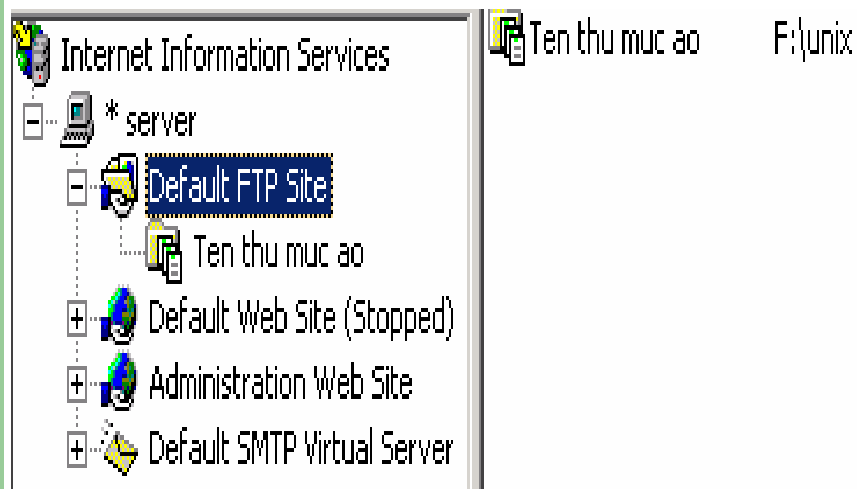 Internet Information Services
* server
Default FTP Site
Ten thu muc ao
Default Web Site (Stopped)
Administration Web Site
Default SMTP Virtual Server
Ten thu muc ao F:\unix